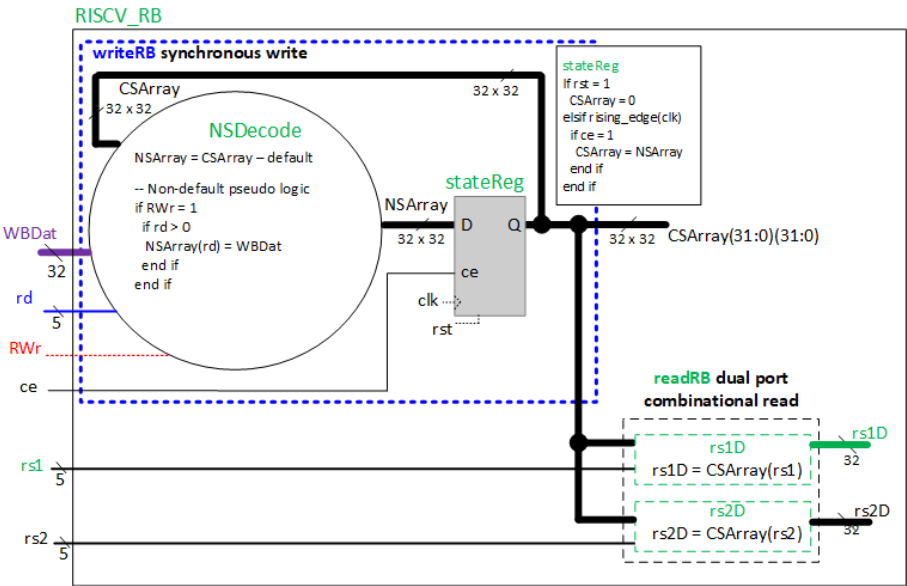 RISCV_RB
writeRB synchronous write
CSArray
32 x 32
32 x 32
NSDecode
NSArray = CSArray – default
-- Non-default pseudo logic
if RWr = 1
if rd > 0
NSArray(rd) = WBDat
end if
end if
stateReg
If rst = 1
CSArray = 0
elsif rising_edge(clk)
if ce = 1
CSArray = NSArray
end if
end if
stateReg
NSArray
32 x 32
D
Q
ce
clk
rst
32 x 32
CSArray(31:0)(31:0)
WBDat
32
rd
5
RWr
ce
readRB dual port
combinational read
rs1
5
rs1D
rs1D = CSArray(rs1)
rs1D
32
rs2
5
rs2D
rs2D = CSArray(rs2)
rs2D
32